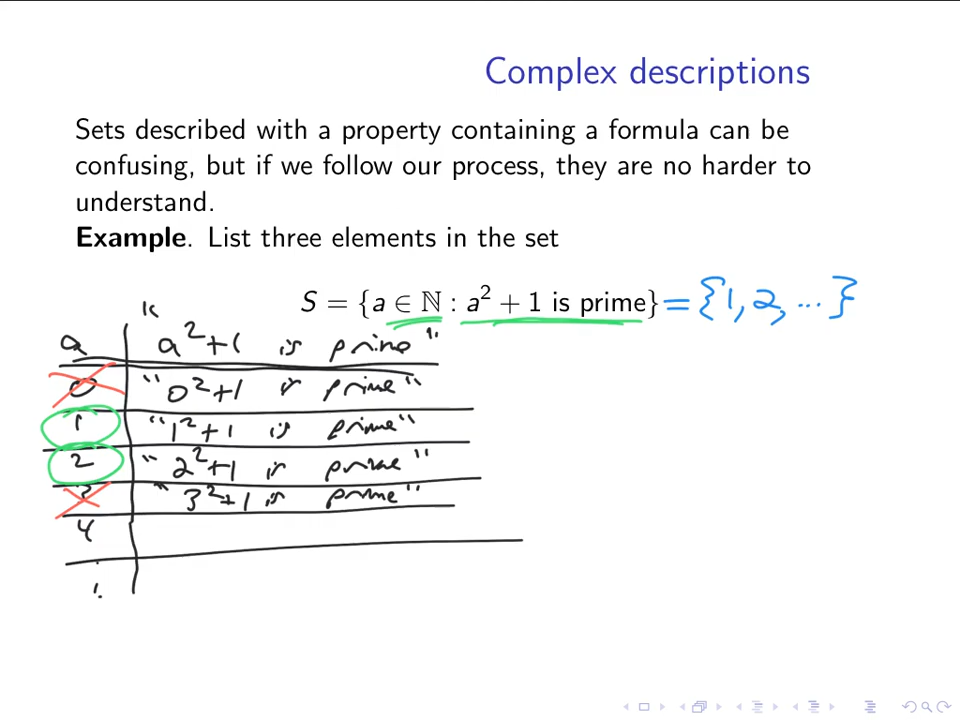 Complex descriptions
Sets described with a property containing a formula can be
confusing, but if we follow our process, they are no harder to
understand.
Example. List three elements in the set
S = {a ∈ ℕ : a² + 1 is prime} = {1, 2, ...}
a "a²+1 is prime"
0 "0²+1 is prime"
1 "1²+1 is prime"
2 "2²+1 is prime"
3 "3²+1 is prime"
4
⋮